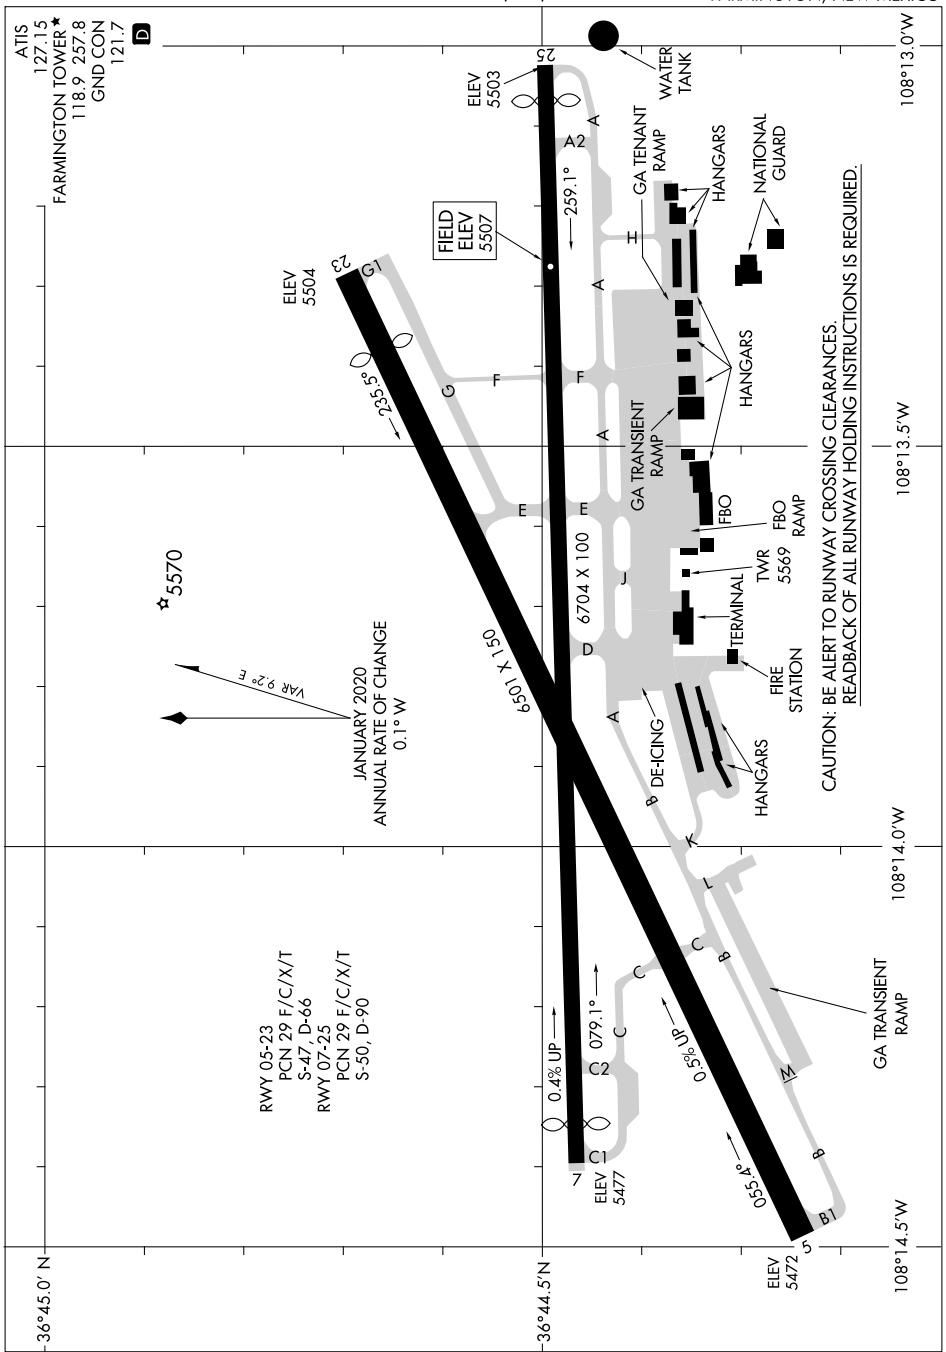 FARMINGTON, NEW MEXICO
ATIS
127.15
FARMINGTON TOWER★
118.9 257.8
GND CON
121.7
D
36°45.0' N
36°44.5'N
108°13.0'W
108°13.5'W
108°14.0'W
108°14.5'W
25
ELEV
5503
WATER
TANK
A
A2
259.1°
FIELD
ELEV
5507
GA TENANT
RAMP
HANGARS
NATIONAL
GUARD
H
A
23
G1
ELEV
5504
235.5°
G
F
F
A
GA TRANSIENT
RAMP
HANGARS
E
E
FBO
FBO
RAMP
TWR
5569
J
6704 X 100
D
TERMINAL
FIRE
STATION
6501 X 150
5570
VAR 9.2° E
JANUARY 2020
ANNUAL RATE OF CHANGE
0.1° W
A
DE-ICING
HANGARS
B
K
L
C
C
C
B
RWY 05-23
PCN 29 F/C/X/T
S-47, D-66
RWY 07-25
PCN 29 F/C/X/T
S-50, D-90
0.4% UP
079.1°
C2
C1
7
ELEV
5477
0.5% UP
055.4°
M
B
B1
5
ELEV
5472
GA TRANSIENT
RAMP
CAUTION: BE ALERT TO RUNWAY CROSSING CLEARANCES.
READBACK OF ALL RUNWAY HOLDING INSTRUCTIONS IS REQUIRED.